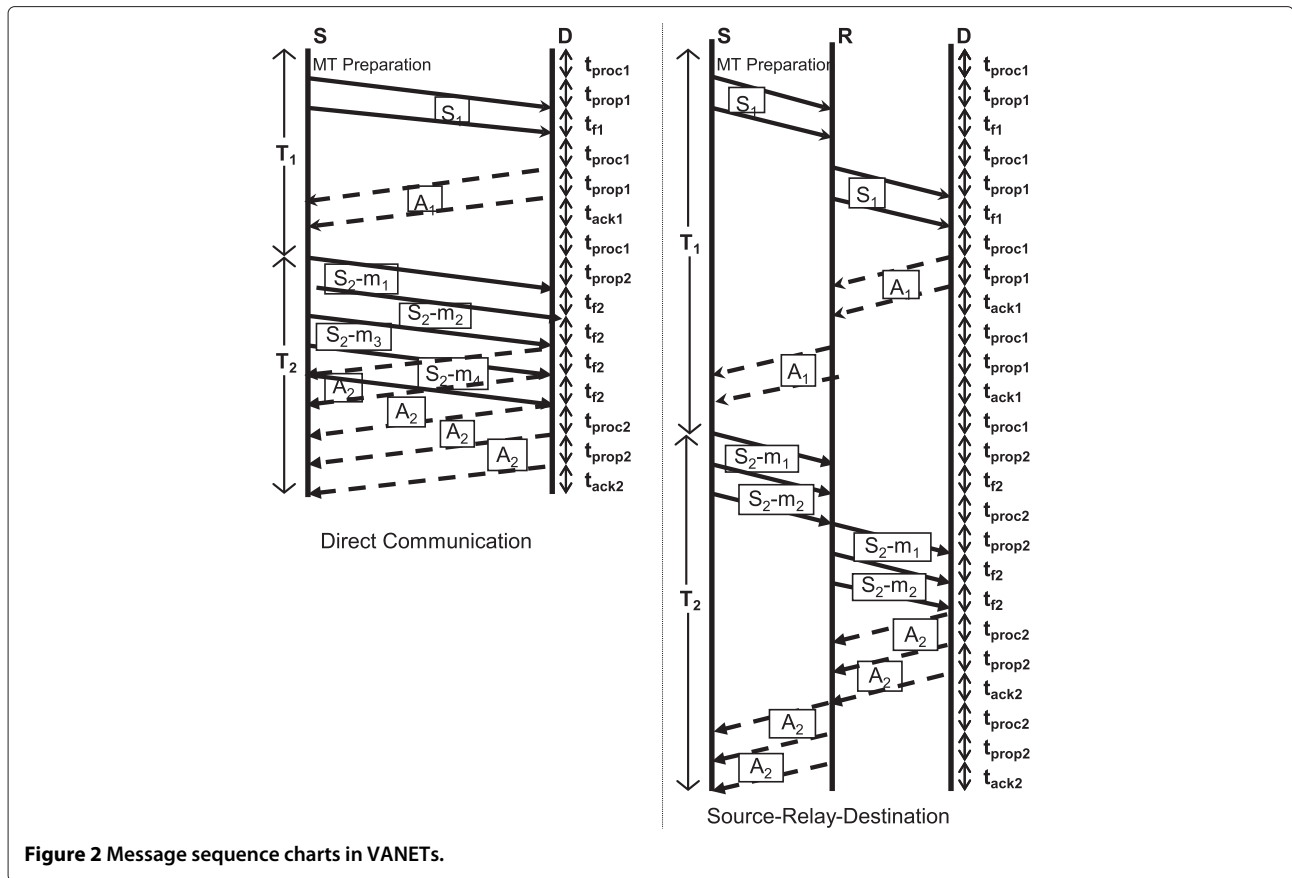 S
D
MT Preparation
t_proc1
t_prop1
S_1
t_f1
T_1
t_proc1
t_prop1
A_1
t_ack1
t_proc1
S_2-m_1
t_prop2
S_2-m_2
t_f2
S_2-m_3
t_f2
T_2
S_2-m_4
t_f2
A_2
t_f2
A_2
t_proc2
A_2
t_prop2
A_2
t_ack2
Direct Communication
S
R
D
MT Preparation
t_proc1
S_1
t_prop1
t_f1
t_proc1
S_1
t_prop1
t_f1
T_1
t_proc1
A_1
t_prop1
t_ack1
t_proc1
A_1
t_prop1
t_ack1
t_proc1
S_2-m_1
t_prop2
S_2-m_2
t_f2
t_proc2
S_2-m_1
t_prop2
S_2-m_2
t_f2
T_2
t_f2
A_2
t_proc2
A_2
t_prop2
t_ack2
A_2
t_proc2
A_2
t_prop2
t_ack2
Source-Relay-Destination
Figure 2 Message sequence charts in VANETs.